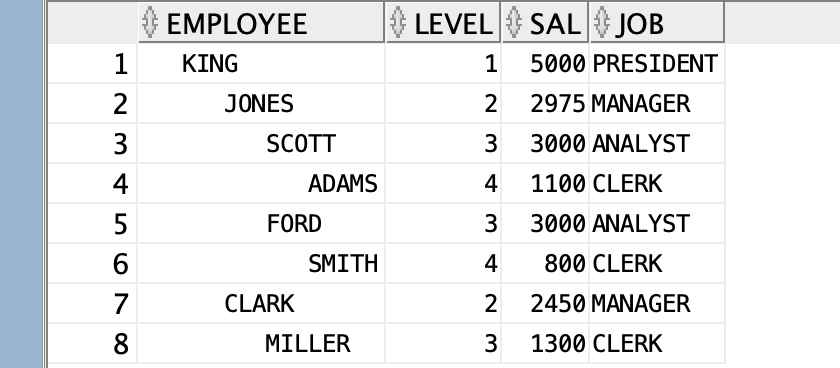 EMPLOYEE LEVEL SAL JOB
1 KING 1 5000 PRESIDENT
2 JONES 2 2975 MANAGER
3 SCOTT 3 3000 ANALYST
4 ADAMS 4 1100 CLERK
5 FORD 3 3000 ANALYST
6 SMITH 4 800 CLERK
7 CLARK 2 2450 MANAGER
8 MILLER 3 1300 CLERK